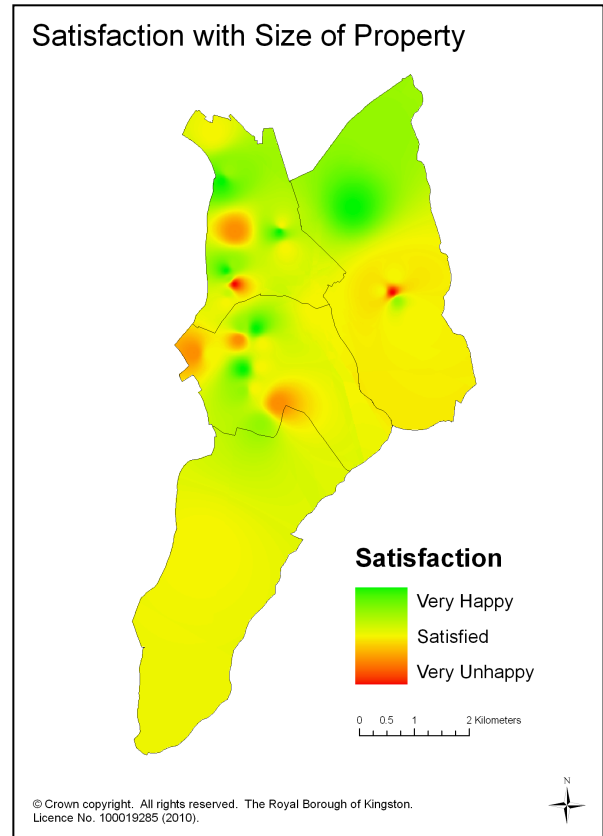 Satisfaction with Size of Property
Satisfaction
Very Happy
Satisfied
Very Unhappy
0 0.5 1 2 Kilometers
N
© Crown copyright. All rights reserved. The Royal Borough of Kingston.
Licence No. 100019285 (2010).